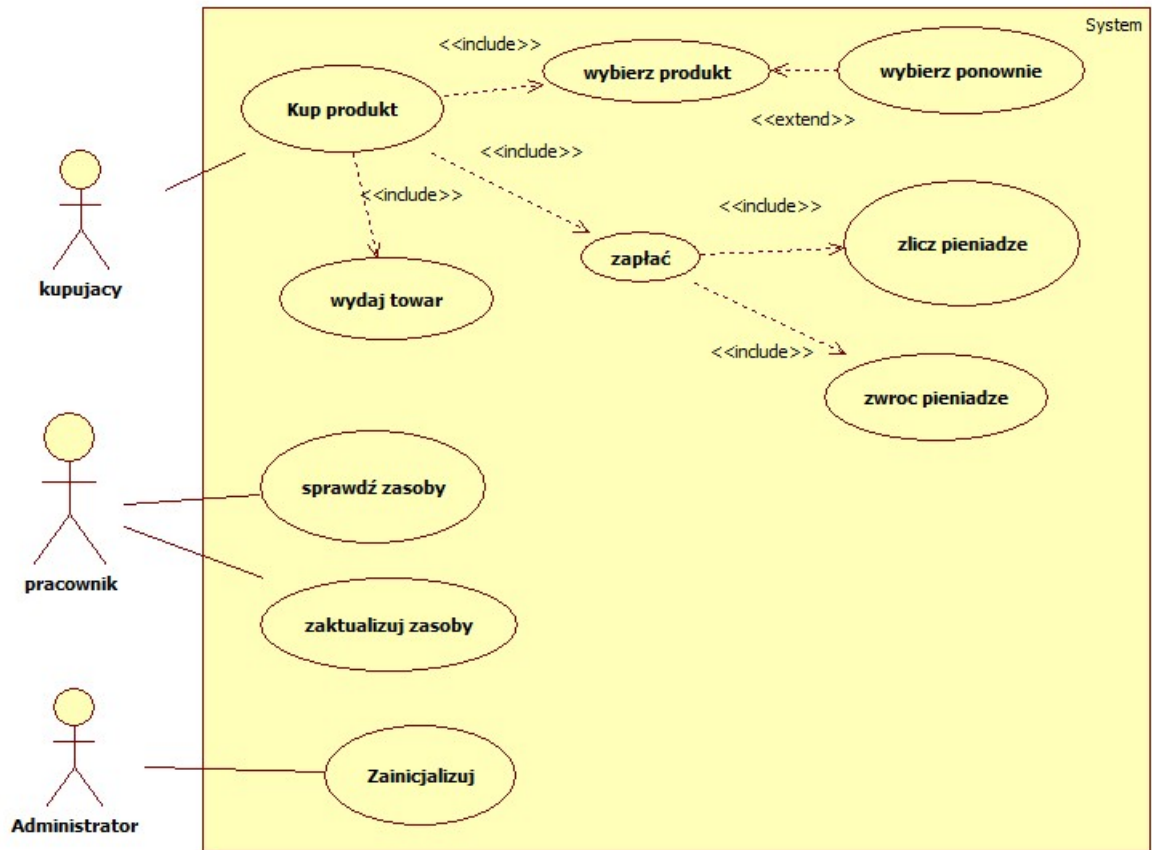 System
<<include>>
wybierz produkt
wybierz ponownie
Kup produkt
<<extend>>
<<include>>
<<include>>
<<include>>
kupujacy
wydaj towar
zapłać
zlicz pieniadze
<<include>>
zwroc pieniadze
sprawdź zasoby
pracownik
zaktualizuj zasoby
Zainicjalizuj
Administrator